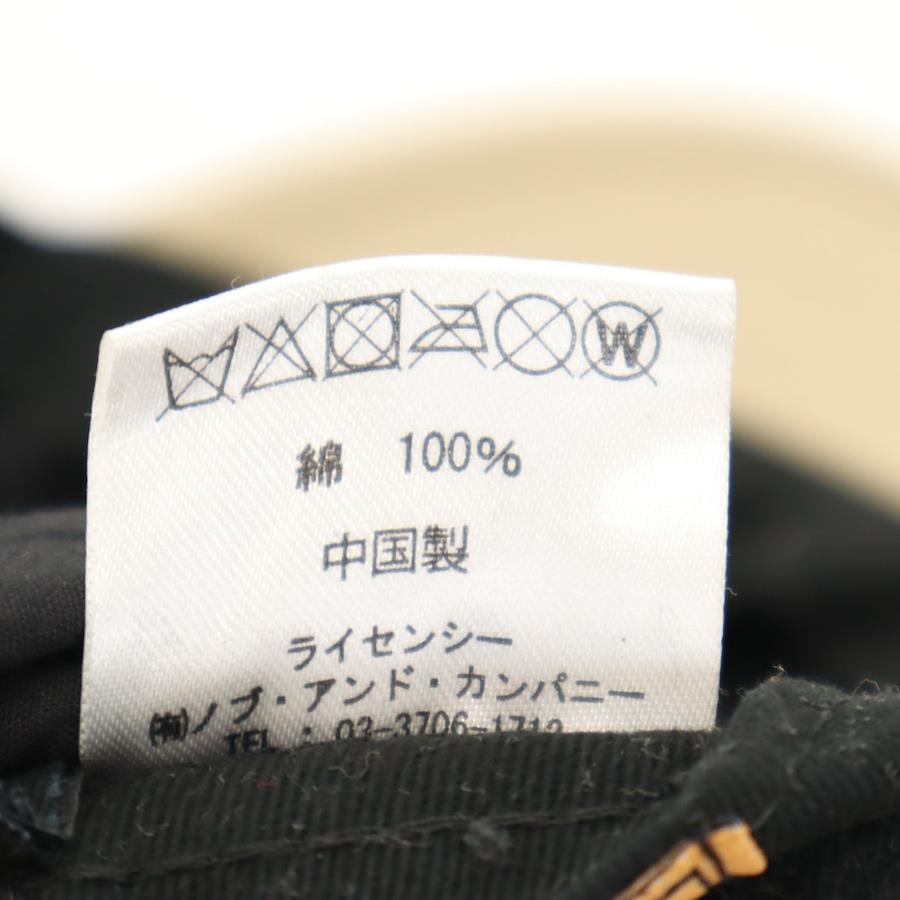 W
綿 100%
中国製
ライセンシー
㈲ノブ・アンド・カンパニー
TEL : 03-3706-1712